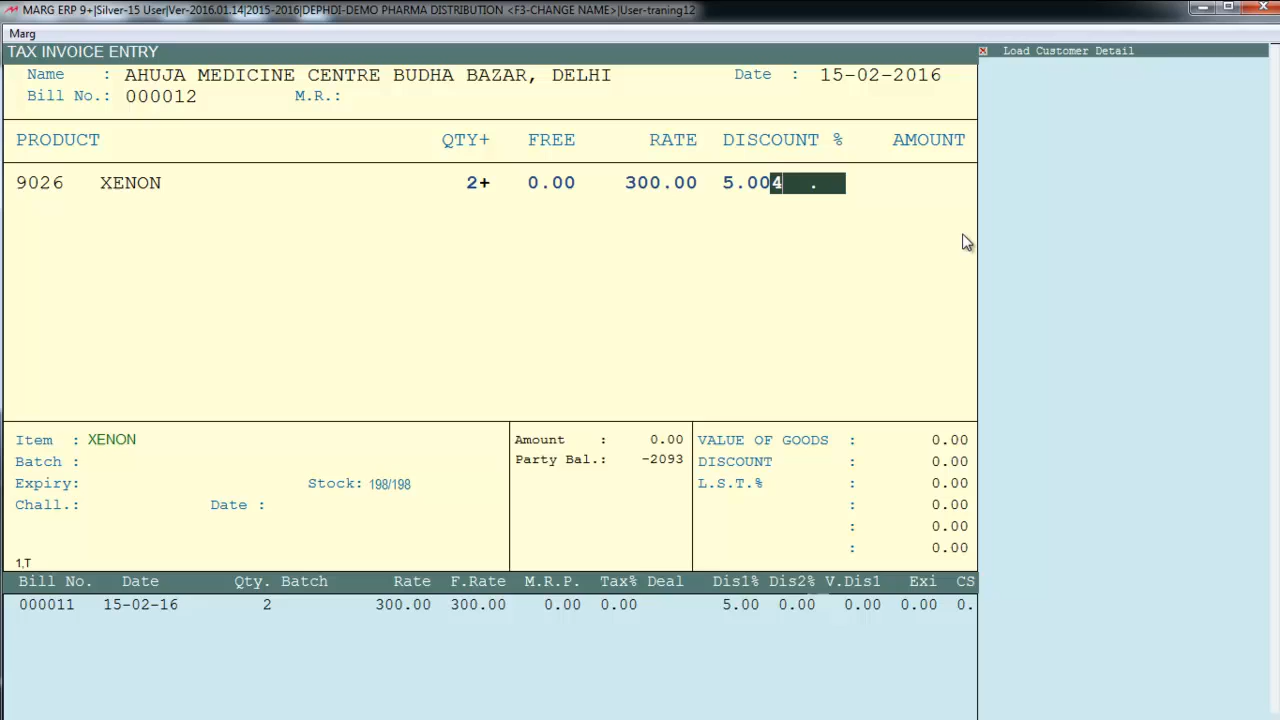 MARG ERP 9+|Silver-15 User|Ver-2016.01.14|2015-2016|DEPHDI-DEMO PHARMA DISTRIBUTION <F3-CHANGE NAME>|User-traning12
Marg
TAX INVOICE ENTRY
Load Customer Detail
Name : AHUJA MEDICINE CENTRE BUDHA BAZAR, DELHI Date : 15-02-2016
Bill No.: 000012 M.R.:
PRODUCT QTY+ FREE RATE DISCOUNT % AMOUNT
9026 XENON 2+ 0.00 300.00 5.004 .
Item : XENON Amount : 0.00 VALUE OF GOODS : 0.00
Batch : Party Bal.: -2093 DISCOUNT : 0.00
Expiry: Stock: 198/198 L.S.T.% : 0.00
Chall.: Date : : 0.00
: 0.00
: 0.00
1,T
Bill No. Date Qty. Batch Rate F.Rate M.R.P. Tax% Deal Dis1% Dis2% V.Dis1 Exi CS
000011 15-02-16 2 300.00 300.00 0.00 0.00 5.00 0.00 0.00 0.00 0.